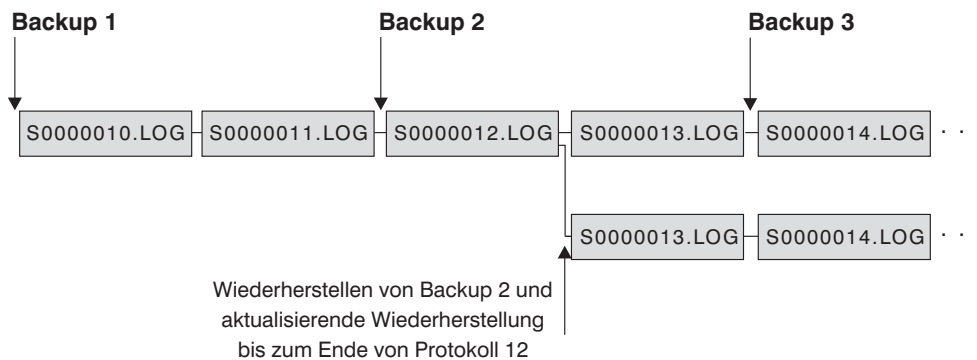 Backup 1 Backup 2 Backup 3
S0000010.LOG S0000011.LOG S0000012.LOG S0000013.LOG S0000014.LOG . .
S0000013.LOG S0000014.LOG . .
Wiederherstellen von Backup 2 und
aktualisierende Wiederherstellung
bis zum Ende von Protokoll 12